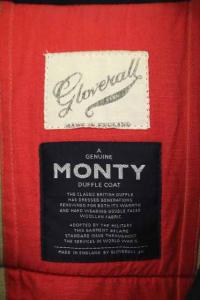 Gloverall
MADE IN ENGLAND
A
GENUINE
MONTY
DUFFLE COAT
THE CLASSIC BRITISH DUFFLE
HAS DRESSED GENERATIONS
RENOWNED FOR BOTH ITS WARMTH
AND HARD WEARING DOUBLE FACED
WOOLLEN FABRIC.
ADOPTED BY THE MILITARY
THIS GARMENT BECAME
STANDARD ISSUE THROUGHOUT
THE SERVICES IN WORLD WAR II.
MADE IN ENGLAND BY GLOVERALL